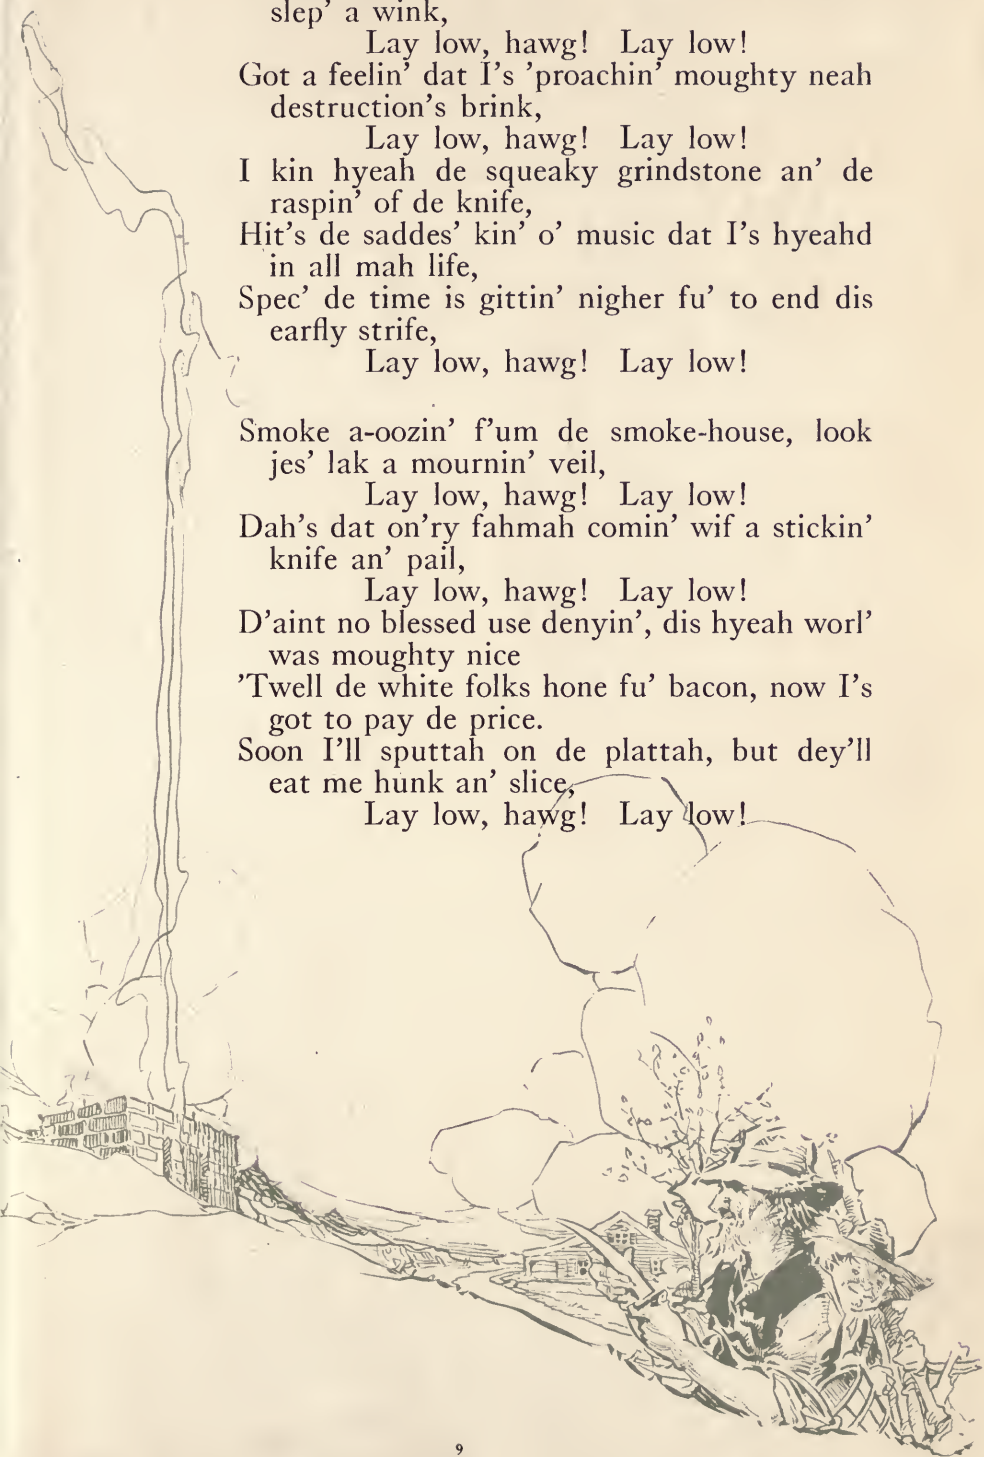 slep’ a wink,
Lay low, hawg! Lay low!
Got a feelin’ dat I’s ’proachin’ moughty neah
destruction’s brink,
Lay low, hawg! Lay low!
I kin hyeah de squeaky grindstone an’ de
raspin’ of de knife,
Hit’s de saddes’ kin’ o’ music dat I’s hyeahd
in all mah life,
Spec’ de time is gittin’ nigher fu’ to end dis
earfly strife,
Lay low, hawg! Lay low!
Smoke a-oozin’ f’um de smoke-house, look
jes’ lak a mournin’ veil,
Lay low, hawg! Lay low!
Dah’s dat on’ry fahmah comin’ wif a stickin’
knife an’ pail,
Lay low, hawg! Lay low!
D’aint no blessed use denyin’, dis hyeah worl’
was moughty nice
’Twell de white folks hone fu’ bacon, now I’s
got to pay de price.
Soon I’ll sputtah on de plattah, but dey’ll
eat me hunk an’ slice,
Lay low, hawg! Lay low!
9